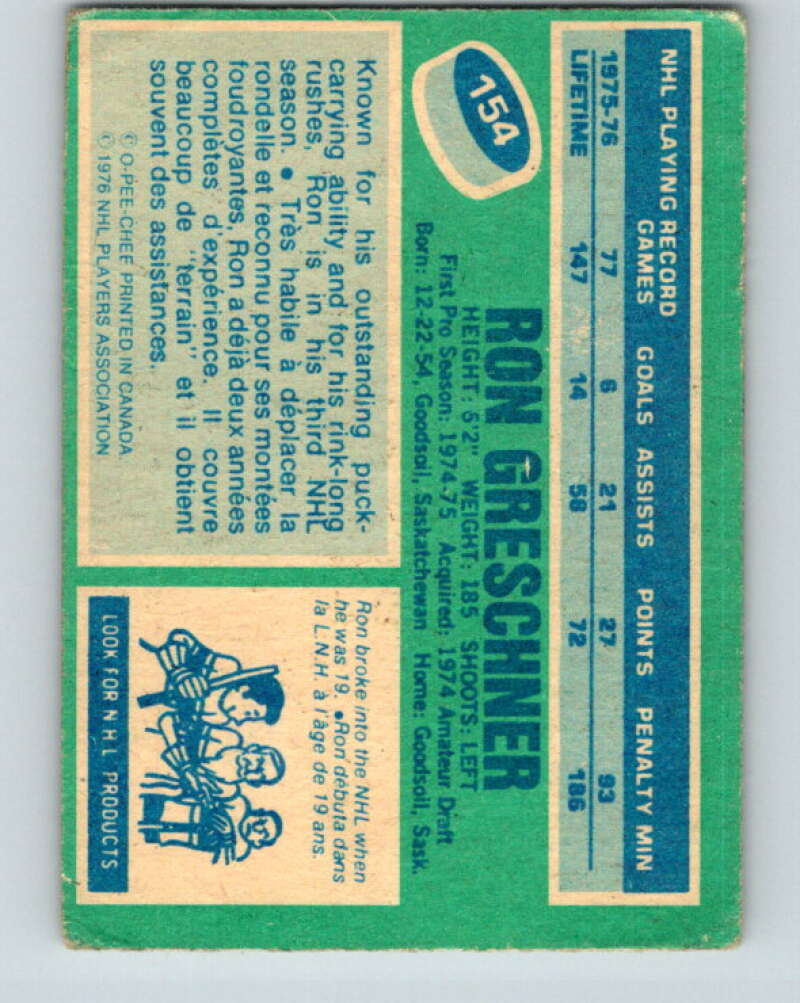 154
NHL PLAYING RECORD
GAMES GOALS ASSISTS POINTS PENALTY MIN
1975-76 77 6 21 27 93
LIFETIME 147 14 58 72 186
RON GRESCHNER
HEIGHT: 6'2" WEIGHT: 185 SHOOTS: LEFT
First Pro Season: 1974-75 Acquired: 1974 Amateur Draft
Born: 12-22-54, Goodsoil, Saskatchewan Home: Goodsoil, Sask.
Known for his outstanding puck-
carrying ability and for his rink-long
rushes, Ron is in his third NHL
season. • Très habile à déplacer la
rondelle et reconnu pour ses montées
foudroyantes, Ron a déjà deux années
complètes d'expérience. Il couvre
beaucoup de "terrain" et il obtient
souvent des assistances.
© O-PEE-CHEE PRINTED IN CANADA
© 1976 NHL PLAYERS ASSOCIATION
Ron broke into the NHL when
he was 19. • Ron débuta dans
la L.N.H. à l'âge de 19 ans.
LOOK FOR NHL PRODUCTS